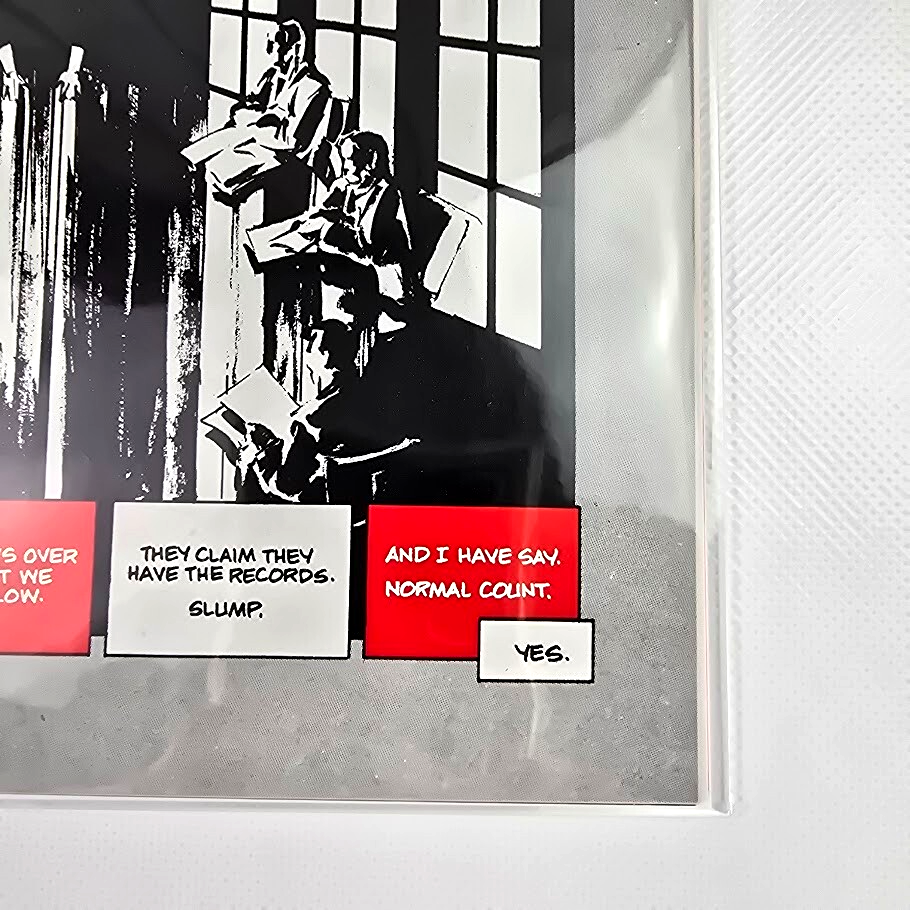 S OVER
T WE
LOW.
THEY CLAIM THEY
HAVE THE RECORDS.
SLUMP.
AND I HAVE SAY.
NORMAL COUNT.
YES.